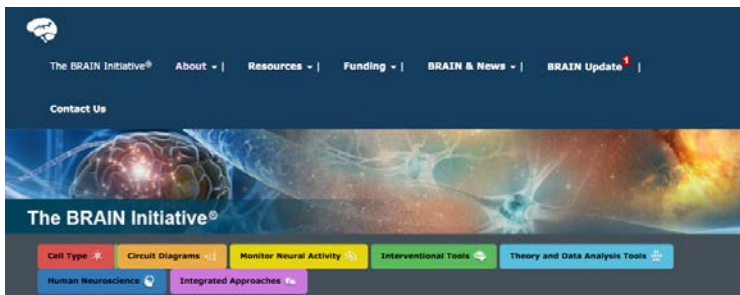 The BRAIN Initiative® About | Resources | Funding | BRAIN & News | BRAIN Update 1 |
Contact Us
The BRAIN Initiative®
Cell Type Circuit Diagrams Monitor Neural Activity Interventional Tools Theory and Data Analysis Tools
Human Neuroscience Integrated Approaches